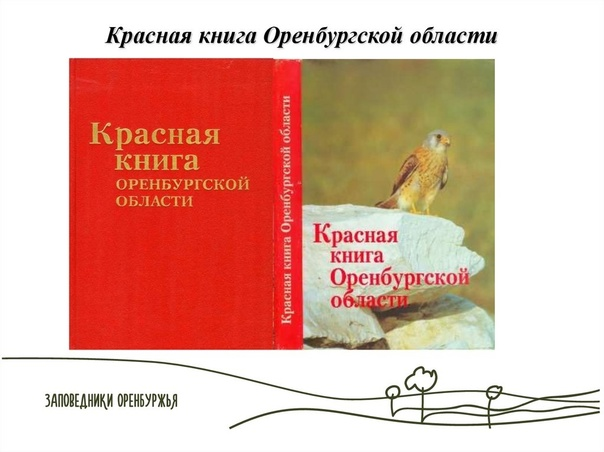 Красная книга Оренбургской области
Красная
книга
ОРЕНБУРГСКОЙ
ОБЛАСТИ
Красная книга Оренбургской области
Красная
книга
Оренбургской
области
ЗАПОВЕДНИКИ ОРЕНБУРЖЬЯ